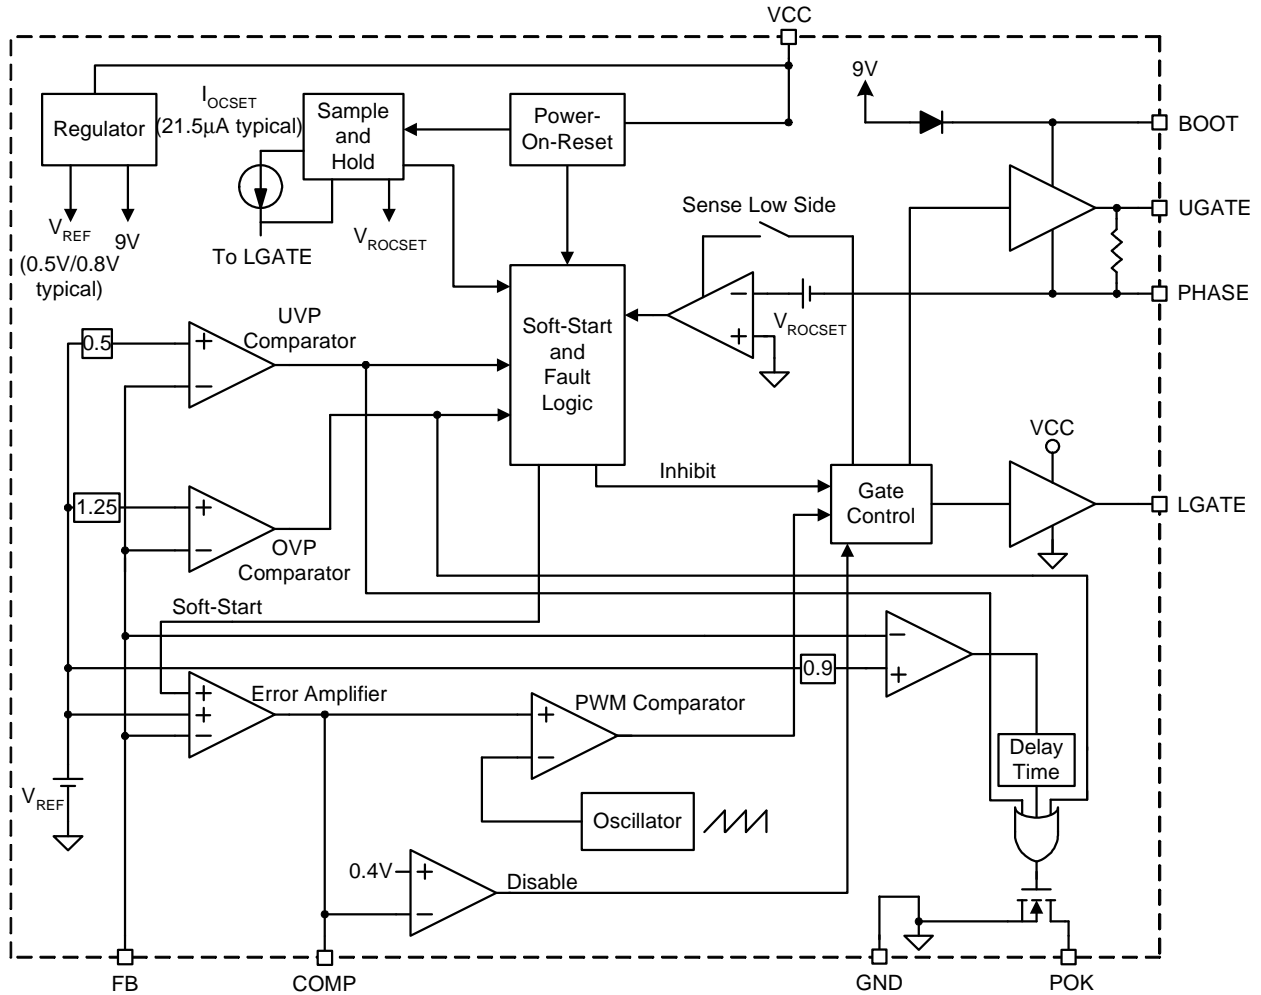 VCC
9V
Regulator
IOCSET
(21.5µA typical)
Sample
and
Hold
Power-
On-Reset
BOOT
VREF
9V
(0.5V/0.8V
typical)
To LGATE
VROCSET
Sense Low Side
UGATE
PHASE
0.5
+
−
UVP
Comparator
Soft-Start
and
Fault
Logic
−
+
VROCSET
1.25
+
−
OVP
Comparator
Inhibit
Gate
Control
VCC
LGATE
Soft-Start
0.9
−
+
+
+
−
Error Amplifier
+
−
PWM Comparator
Delay
Time
VREF
Oscillator
0.4V
+
−
Disable
FB
COMP
GND
POK